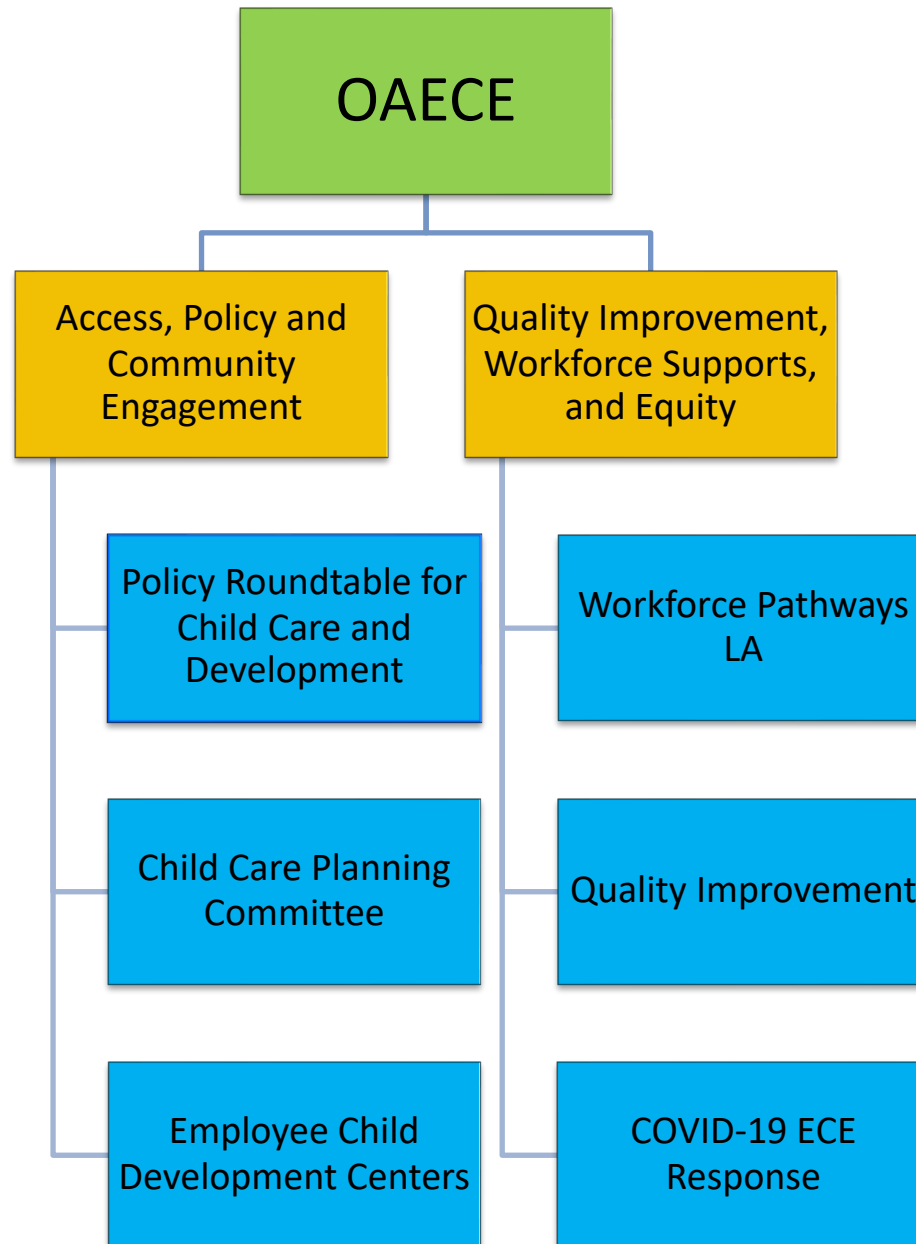 OAECE
Access, Policy and
Community
Engagement
Quality Improvement,
Workforce Supports,
and Equity
Policy Roundtable for
Child Care and
Development
Workforce Pathways
LA
Child Care Planning
Committee
Quality Improvement
Employee Child
Development Centers
COVID-19 ECE
Response